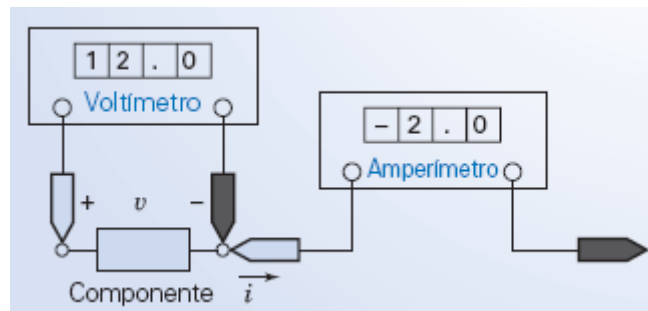 12.0
Voltímetro
-2.0
Amperímetro
+ v -
Componente i